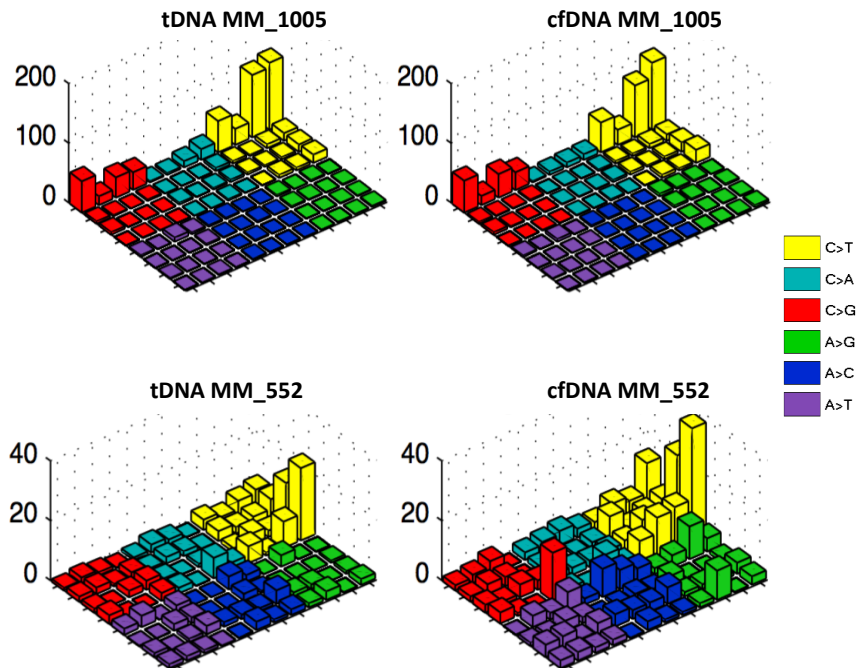 tDNA MM_1005
cfDNA MM_1005
200
100
0
200
100
0
C>T
C>A
C>G
A>G
A>C
A>T
tDNA MM_552
cfDNA MM_552
40
20
0
40
20
0